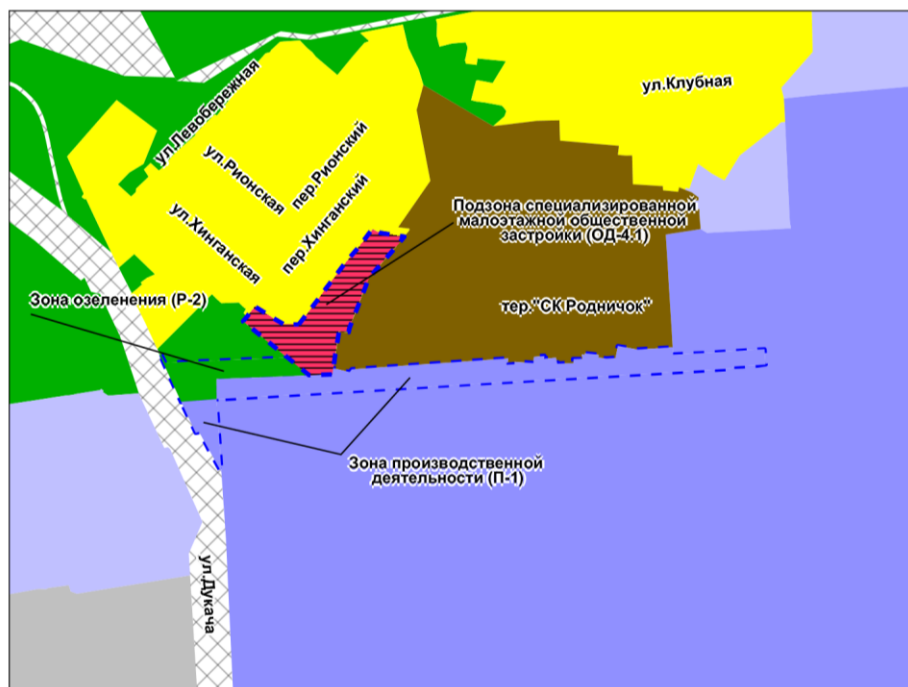 ул.Клубная
ул.Левобережная
ул.Рионская
пер.Рионский
ул.Хинганская
пер.Хинганский
Подзона специализированной
малоэтажной общественной
застройки (ОД-4.1)
Зона озеленения (Р-2)
тер."СК Родничок"
Зона производственной
деятельности (П-1)
ул.Дукача